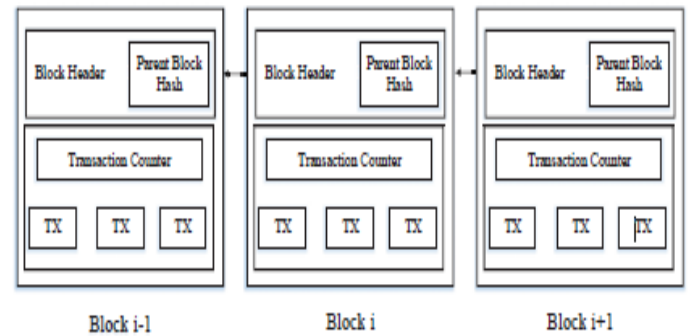 Block Header
Parent Block
Hash
Transaction Counter
TX TX TX
Block i-1
Block Header
Parent Block
Hash
Transaction Counter
TX TX TX
Block i
Block Header
Parent Block
Hash
Transaction Counter
TX TX TX
Block i+1